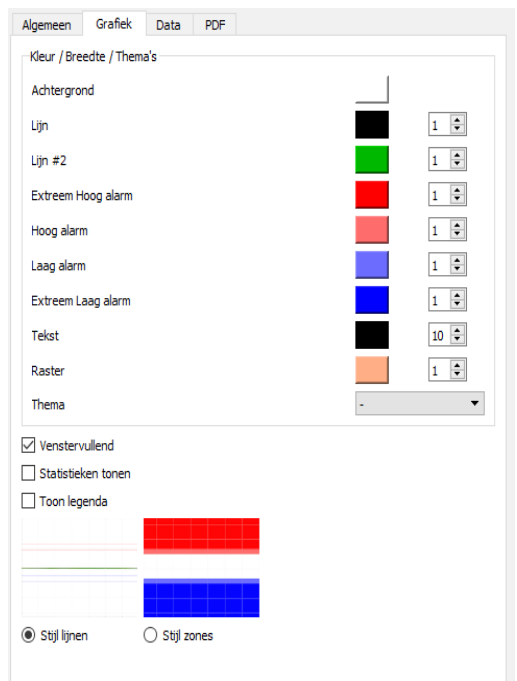 Algemeen Grafiek Data PDF
Kleur / Breedte / Thema's
Achtergrond
Lijn 1
Lijn #2 1
Extreem Hoog alarm 1
Hoog alarm 1
Laag alarm 1
Extreem Laag alarm 1
Tekst 10
Raster 1
Thema -
Venstervullend
Statistieken tonen
Toon legenda
Stijl lijnen Stijl zones